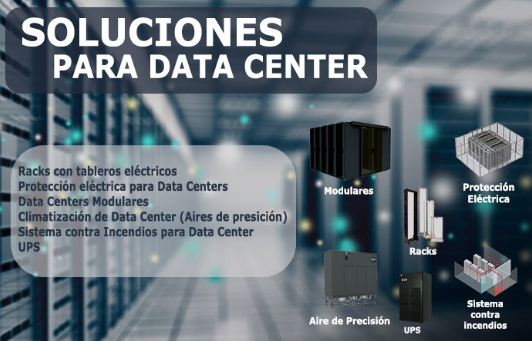 SOLUCIONES
PARA DATA CENTER
Racks con tableros eléctricos
Protección eléctrica para Data Centers
Data Centers Modulares
Climatización de Data Center (Aires de presición)
Sistema contra Incendios para Data Center
UPS
Modulares
Protección
Eléctrica
Racks
Aire de Precisión
UPS
Sistema
contra
incendios